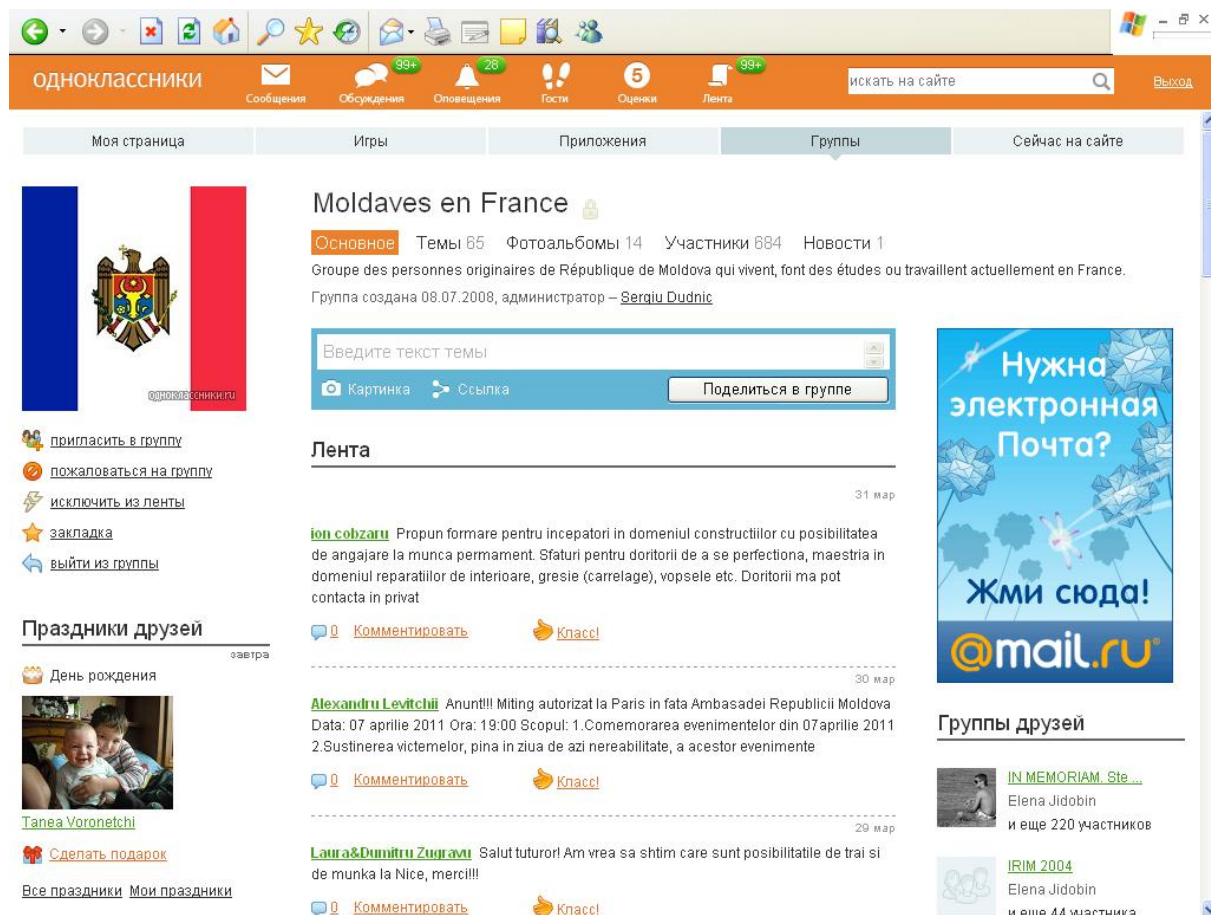 одноклассники
99+
28
99+
Сообщения
Обсуждения
Оповещения
Гости
5
Оценки
Лента
искать на сайте
Выход
Моя страница
Игры
Приложения
Группы
Сейчас на сайте
одноклассники.ru
пригласить в группу
пожаловаться на группу
исключить из ленты
закладка
выйти из группы
Праздники друзей
завтра
День рождения
Tanea Voronetchi
Сделать подарок
Все праздники Мои праздники
Moldaves en France
Основное Темы 65 Фотоальбомы 14 Участники 684 Новости 1
Groupe des personnes originaires de République de Moldova qui vivent, font des études ou travaillent actuellement en France.
Группа создана 08.07.2008, администратор – Sergiu Dudnic
Введите текст темы
Картинка Ссылка Поделиться в группе
Лента
31 мар
ion cobzaru Propun formare pentru incepatori in domeniul constructiilor cu posibilitatea
de angajare la munca permament. Sfaturi pentru doritorii de a se perfectiona, maestria in
domeniul reparatiilor de interioare, gresie (carrelage), vopsele etc. Doritorii ma pot
contacta in privat
0 Комментировать Класс!
30 мар
Alexandru Levitchii Anunt!!! Miting autorizat la Paris in fata Ambasadei Republicii Moldova
Data: 07 aprilie 2011 Ora: 19:00 Scopul: 1.Comemorarea evenimentelor din 07aprilie 2011
2.Sustinerea victemelor, pina in ziua de azi nereabilitate, a acestor evenimente
0 Комментировать Класс!
29 мар
Laura&Dumitru Zugravu Salut tuturor! Am vrea sa shtim care sunt posibilitatile de trai si
de munka la Nice, merci!!!
0 Комментировать Класс!
Нужна
электронная
Почта?
Жми сюда!
@mail.ru
Группы друзей
IN MEMORIAM. Ste ...
Elena Jidobin
и еще 220 участников
IRIM 2004
Elena Jidobin
и еще 44 участника